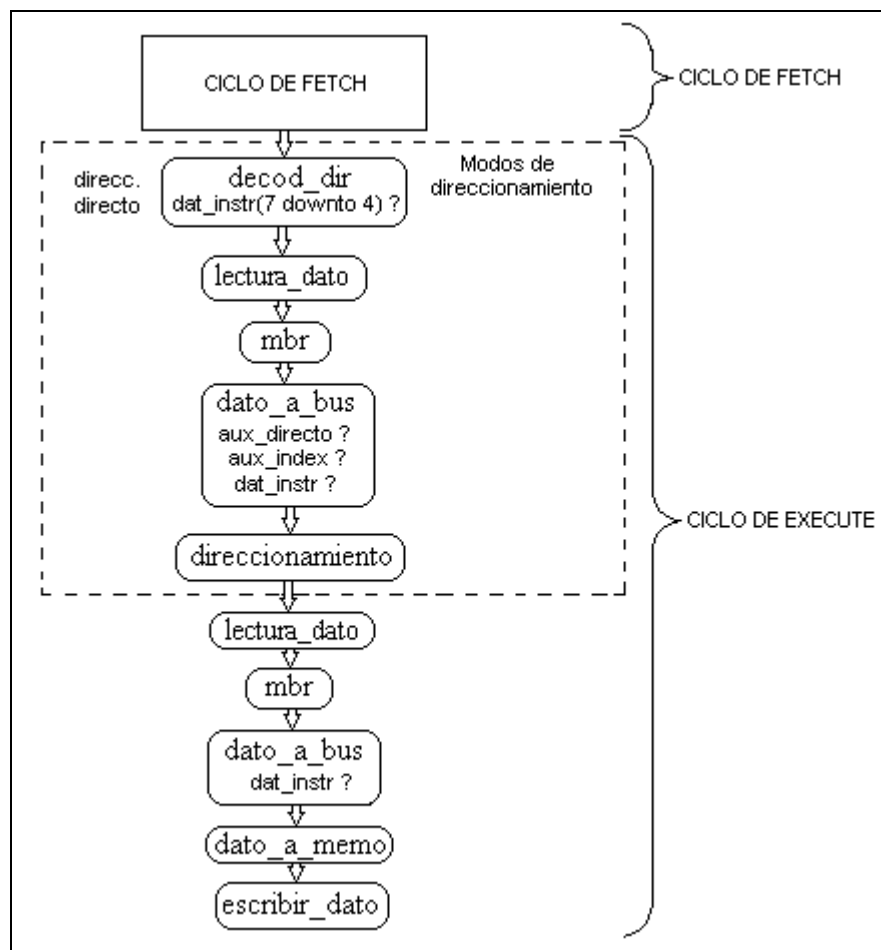 CICLO DE FETCH
CICLO DE FETCH
direcc.
directo
decod_dir
dat_instr(7 downto 4) ?
Modos de
direccionamiento
lectura_dato
mbr
dato_a_bus
aux_directo ?
aux_index ?
dat_instr ?
CICLO DE EXECUTE
direccionamiento
lectura_dato
mbr
dato_a_bus
dat_instr ?
dato_a_memo
escribir_dato